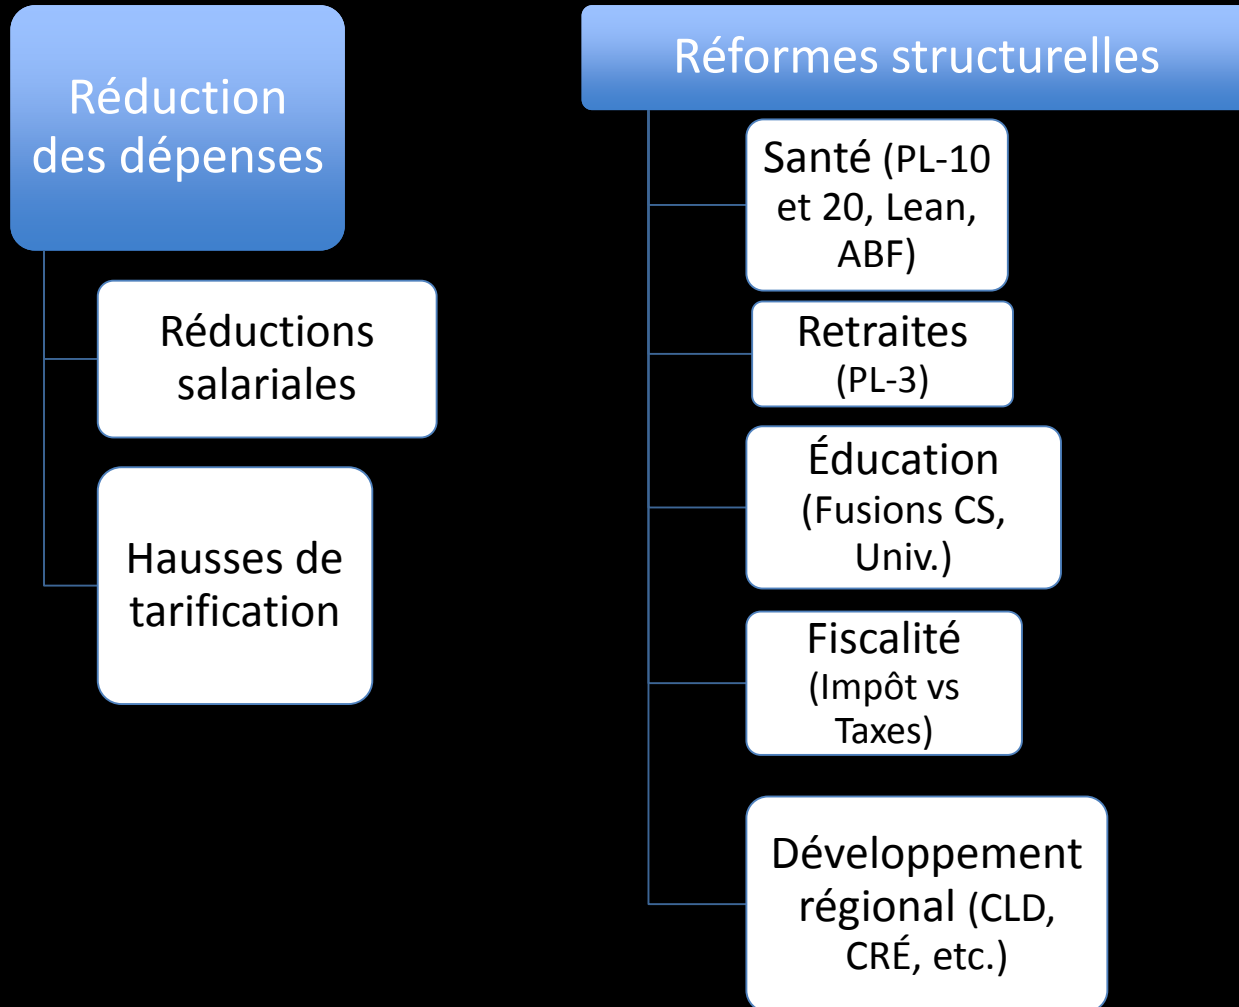 Réduction
des dépenses
Réductions
salariales
Hausses de
tarification
Réformes structurelles
Santé (PL-10
et 20, Lean,
ABF)
Retraites
(PL-3)
Éducation
(Fusions CS,
Univ.)
Fiscalité
(Impôt vs
Taxes)
Développement
régional (CLD,
CRÉ, etc.)